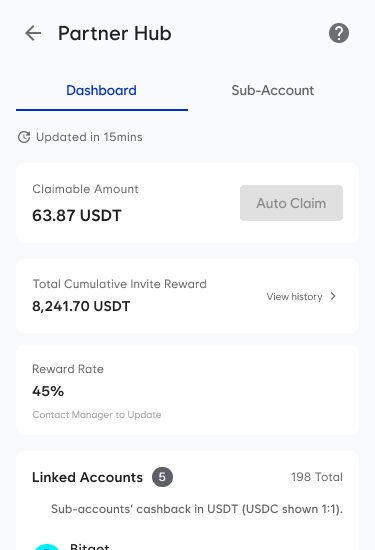 Partner Hub
?
Dashboard
Sub-Account
Updated in 15mins
Claimable Amount
63.87 USDT
Auto Claim
Total Cumulative Invite Reward
8,241.70 USDT
View history
Reward Rate
45%
Contact Manager to Update
Linked Accounts 5 198 Total
Sub-accounts' cashback in USDT (USDC shown 1:1).
Bitget